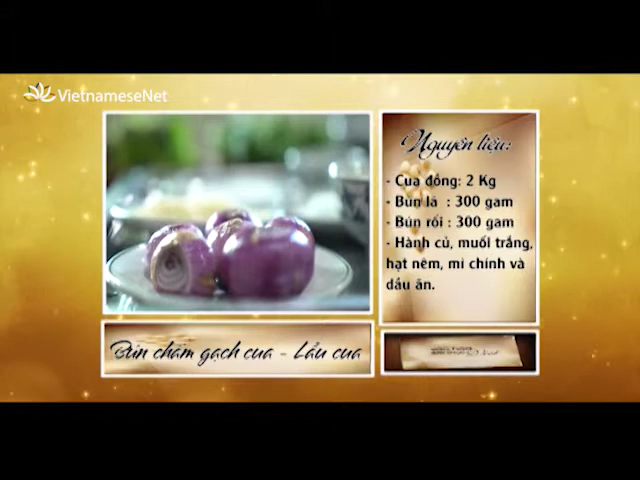 VietnameseNet
Nguyên liệu:
- Cua đồng: 2 Kg
- Bún lá : 300 gam
- Bún rối : 300 gam
- Hành củ, muối trắng,
hạt nêm, mì chính và
dầu ăn.
Bún chấm gạch cua - Lẩu cua